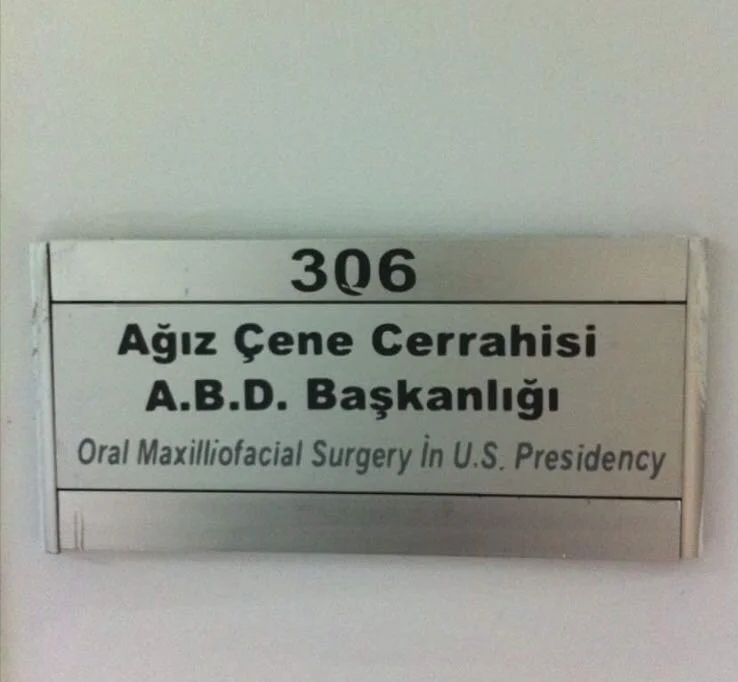 306
Ağız Çene Cerrahisi
A.B.D. Başkanlığı
Oral Maxilliofacial Surgery İn U.S. Presidency